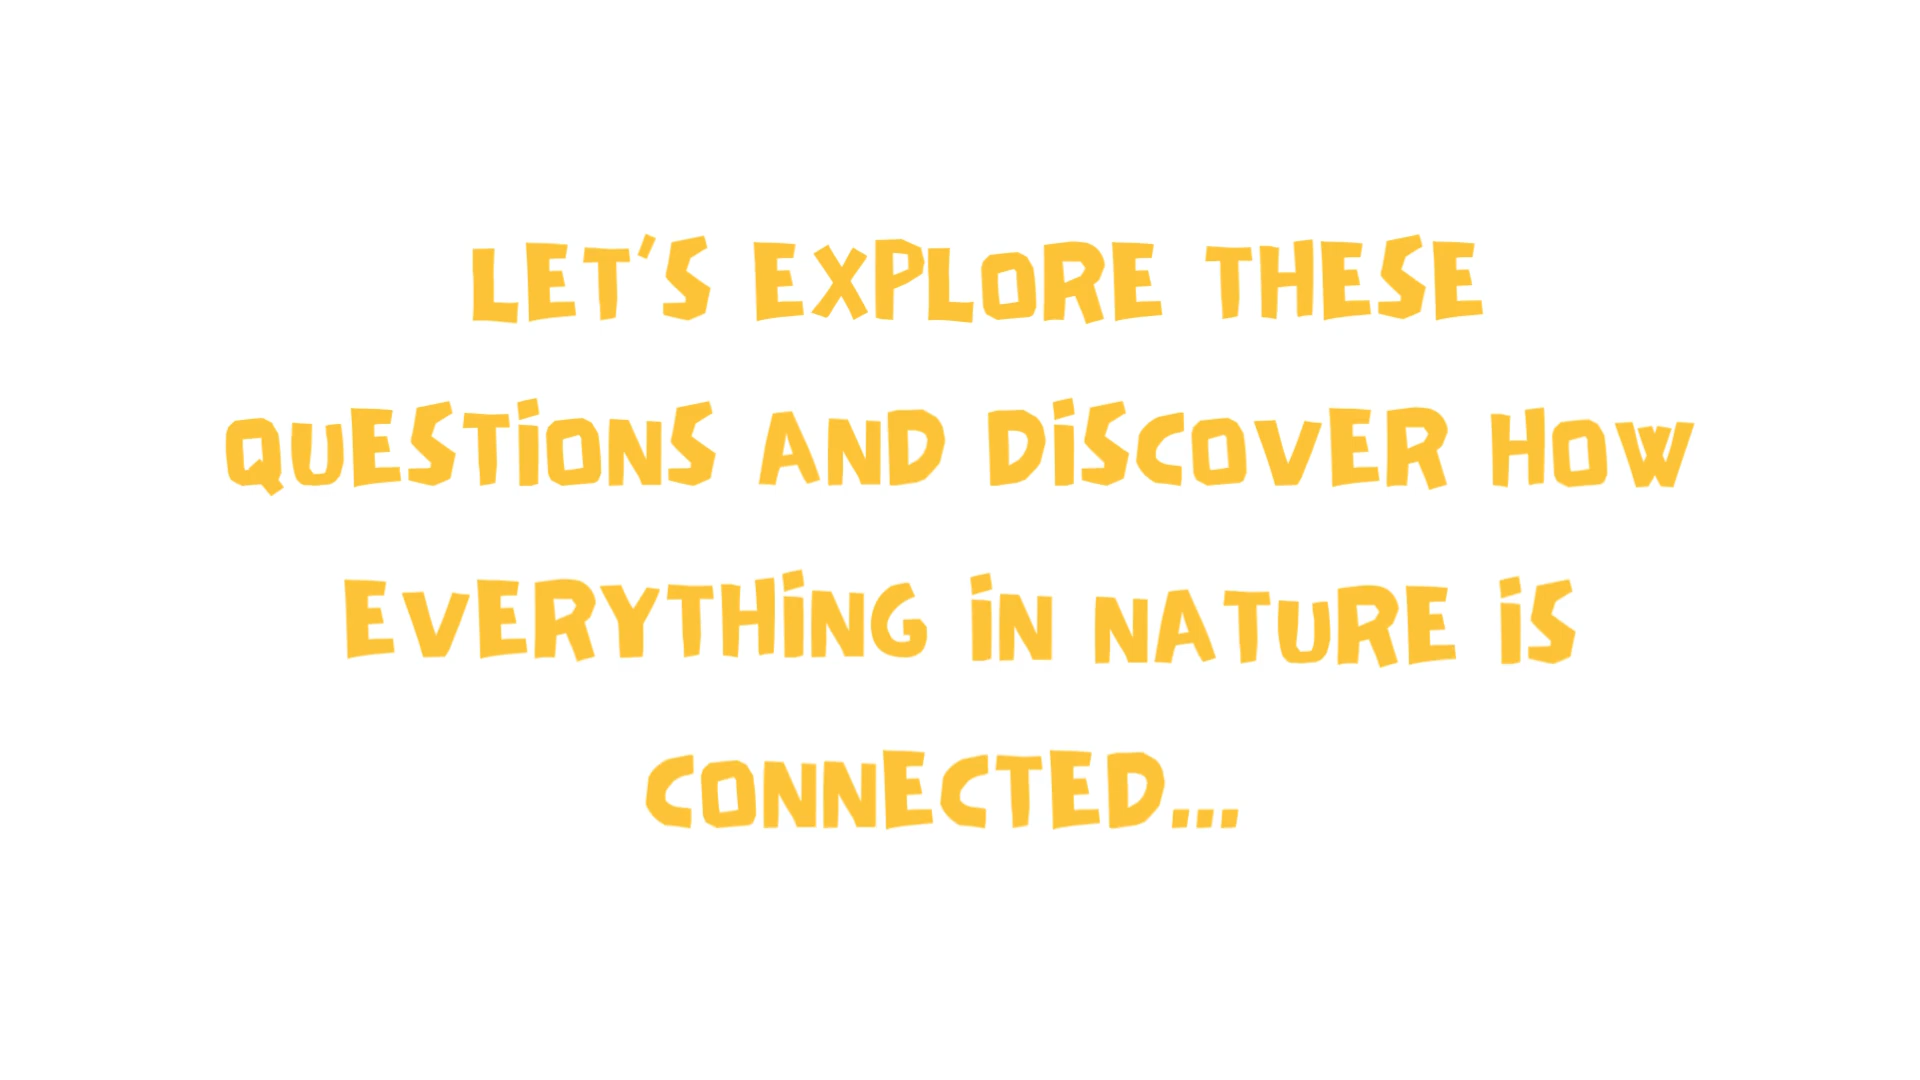 LET'S EXPLORE THESE
QUESTIONS AND DISCOVER HOW
EVERYTHING IN NATURE IS
CONNECTED...